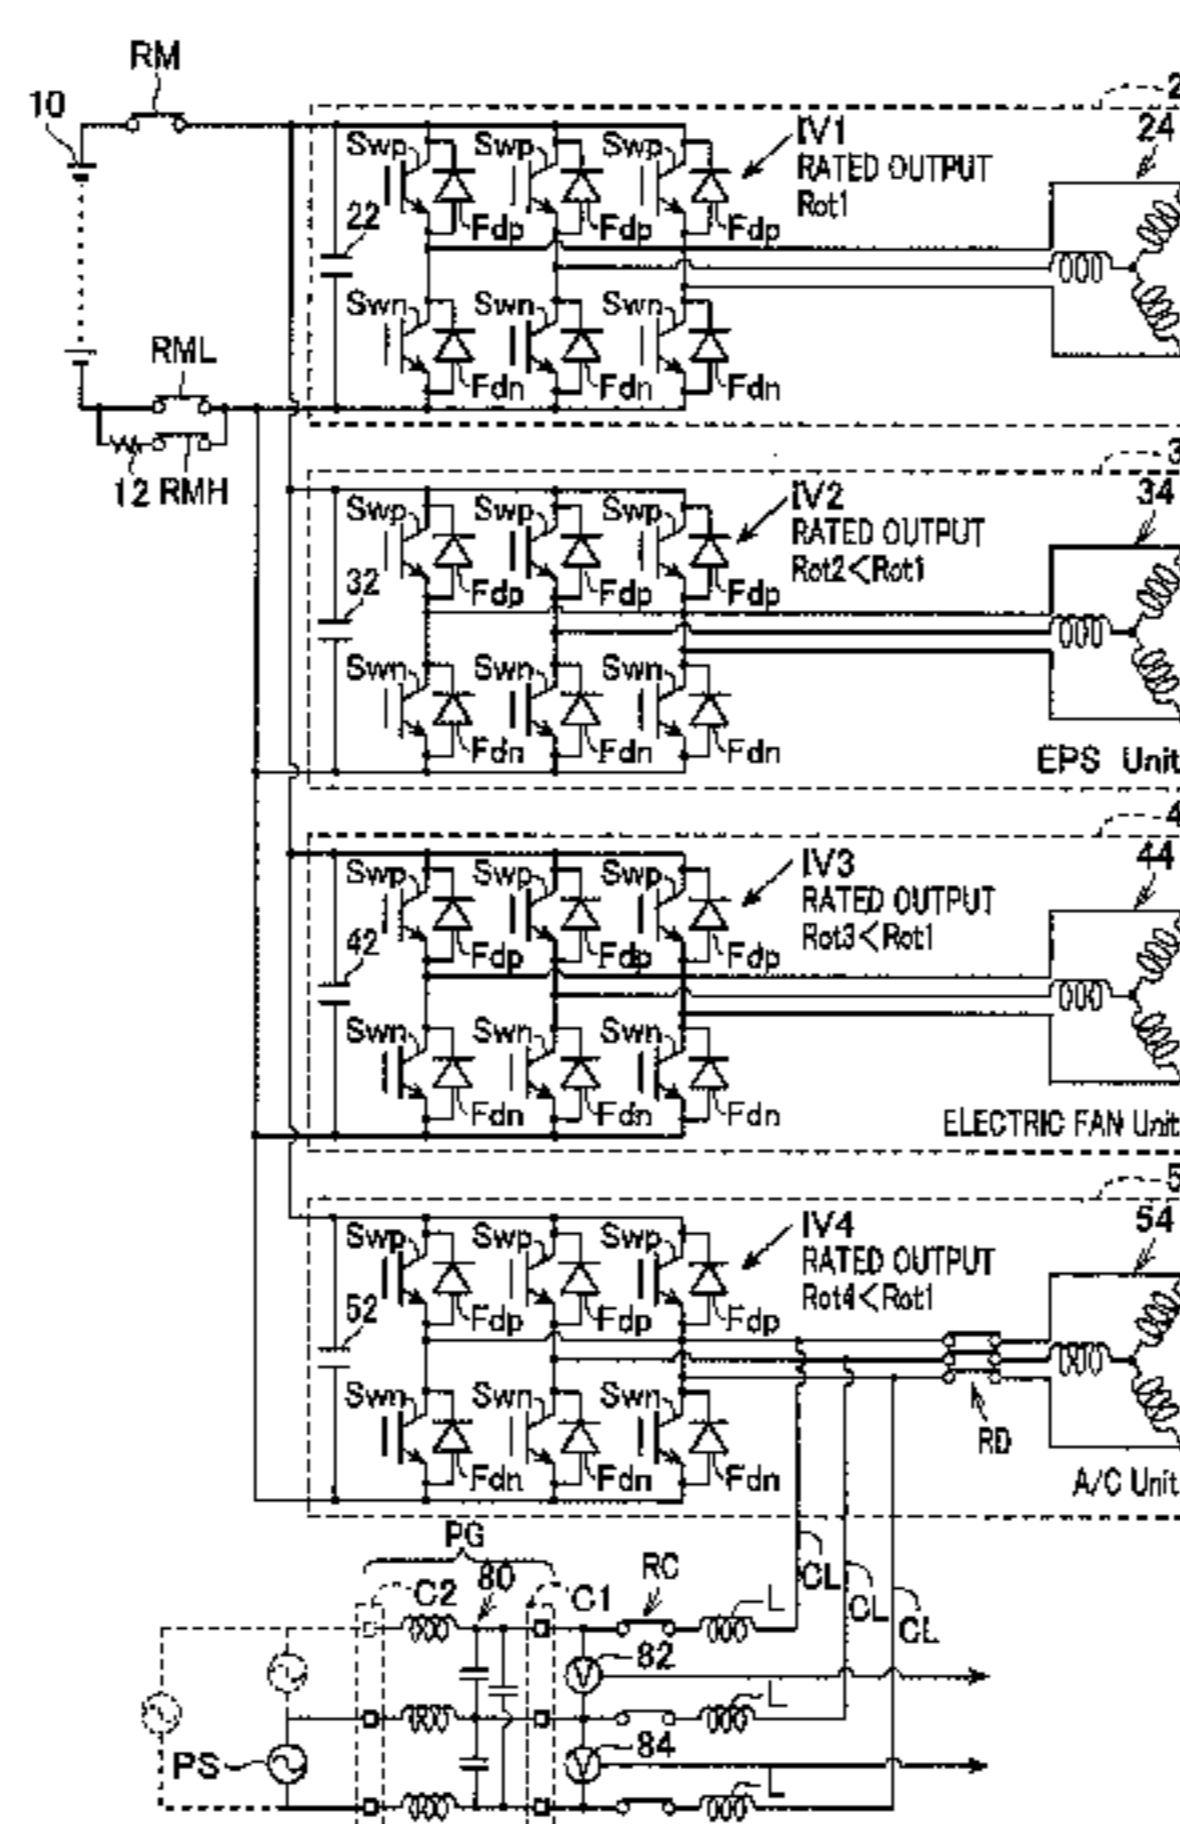 RM
10
2
24
Swp Swp Swp
IV1
RATED OUTPUT
Rot1
22
Fdp Fdp Fdp
Swn Swn Swn
RML
Fdn Fdn Fdn
12 RMH
3
34
Swp Swp Swp
IV2
RATED OUTPUT
Rot2<Rot1
32
Fdp Fdp Fdp
Swn Swn Swn
Fdn Fdn Fdn
EPS Unit
4
44
Swp Swp Swp
IV3
RATED OUTPUT
Rot3<Rot1
42
Fdp Fdp Fdp
Swn Swn Swn
Fdn Fdn Fdn
ELECTRIC FAN Unit
5
54
Swp Swp Swp
IV4
RATED OUTPUT
Rot4<Rot1
52
Fdp Fdp Fdp
Swn Swn Swn
RD
Fdn Fdn Fdn
A/C Unit
PG
C2 80 C1 RC L CL CL CL
V 82
L
PS
V 84
L